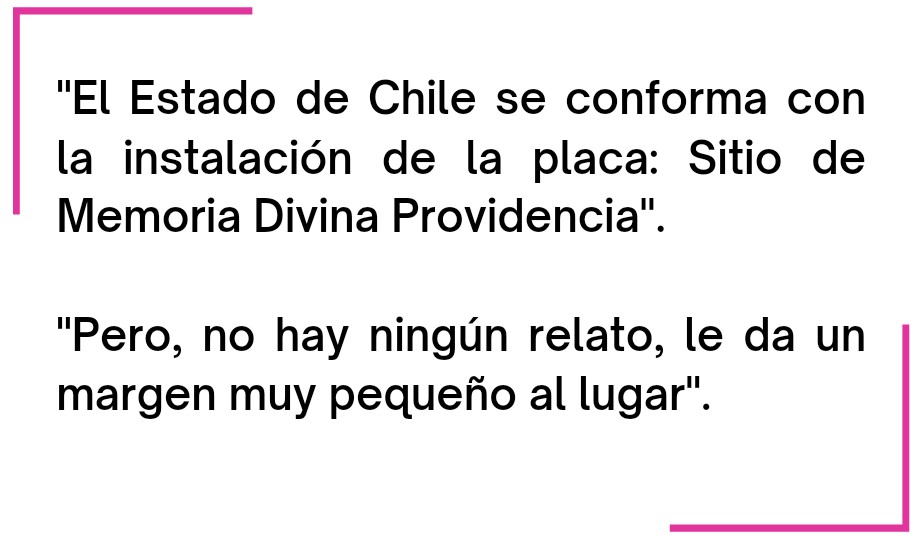 "El Estado de Chile se conforma con
la instalación de la placa: Sitio de
Memoria Divina Providencia".
"Pero, no hay ningún relato, le da un
margen muy pequeño al lugar".